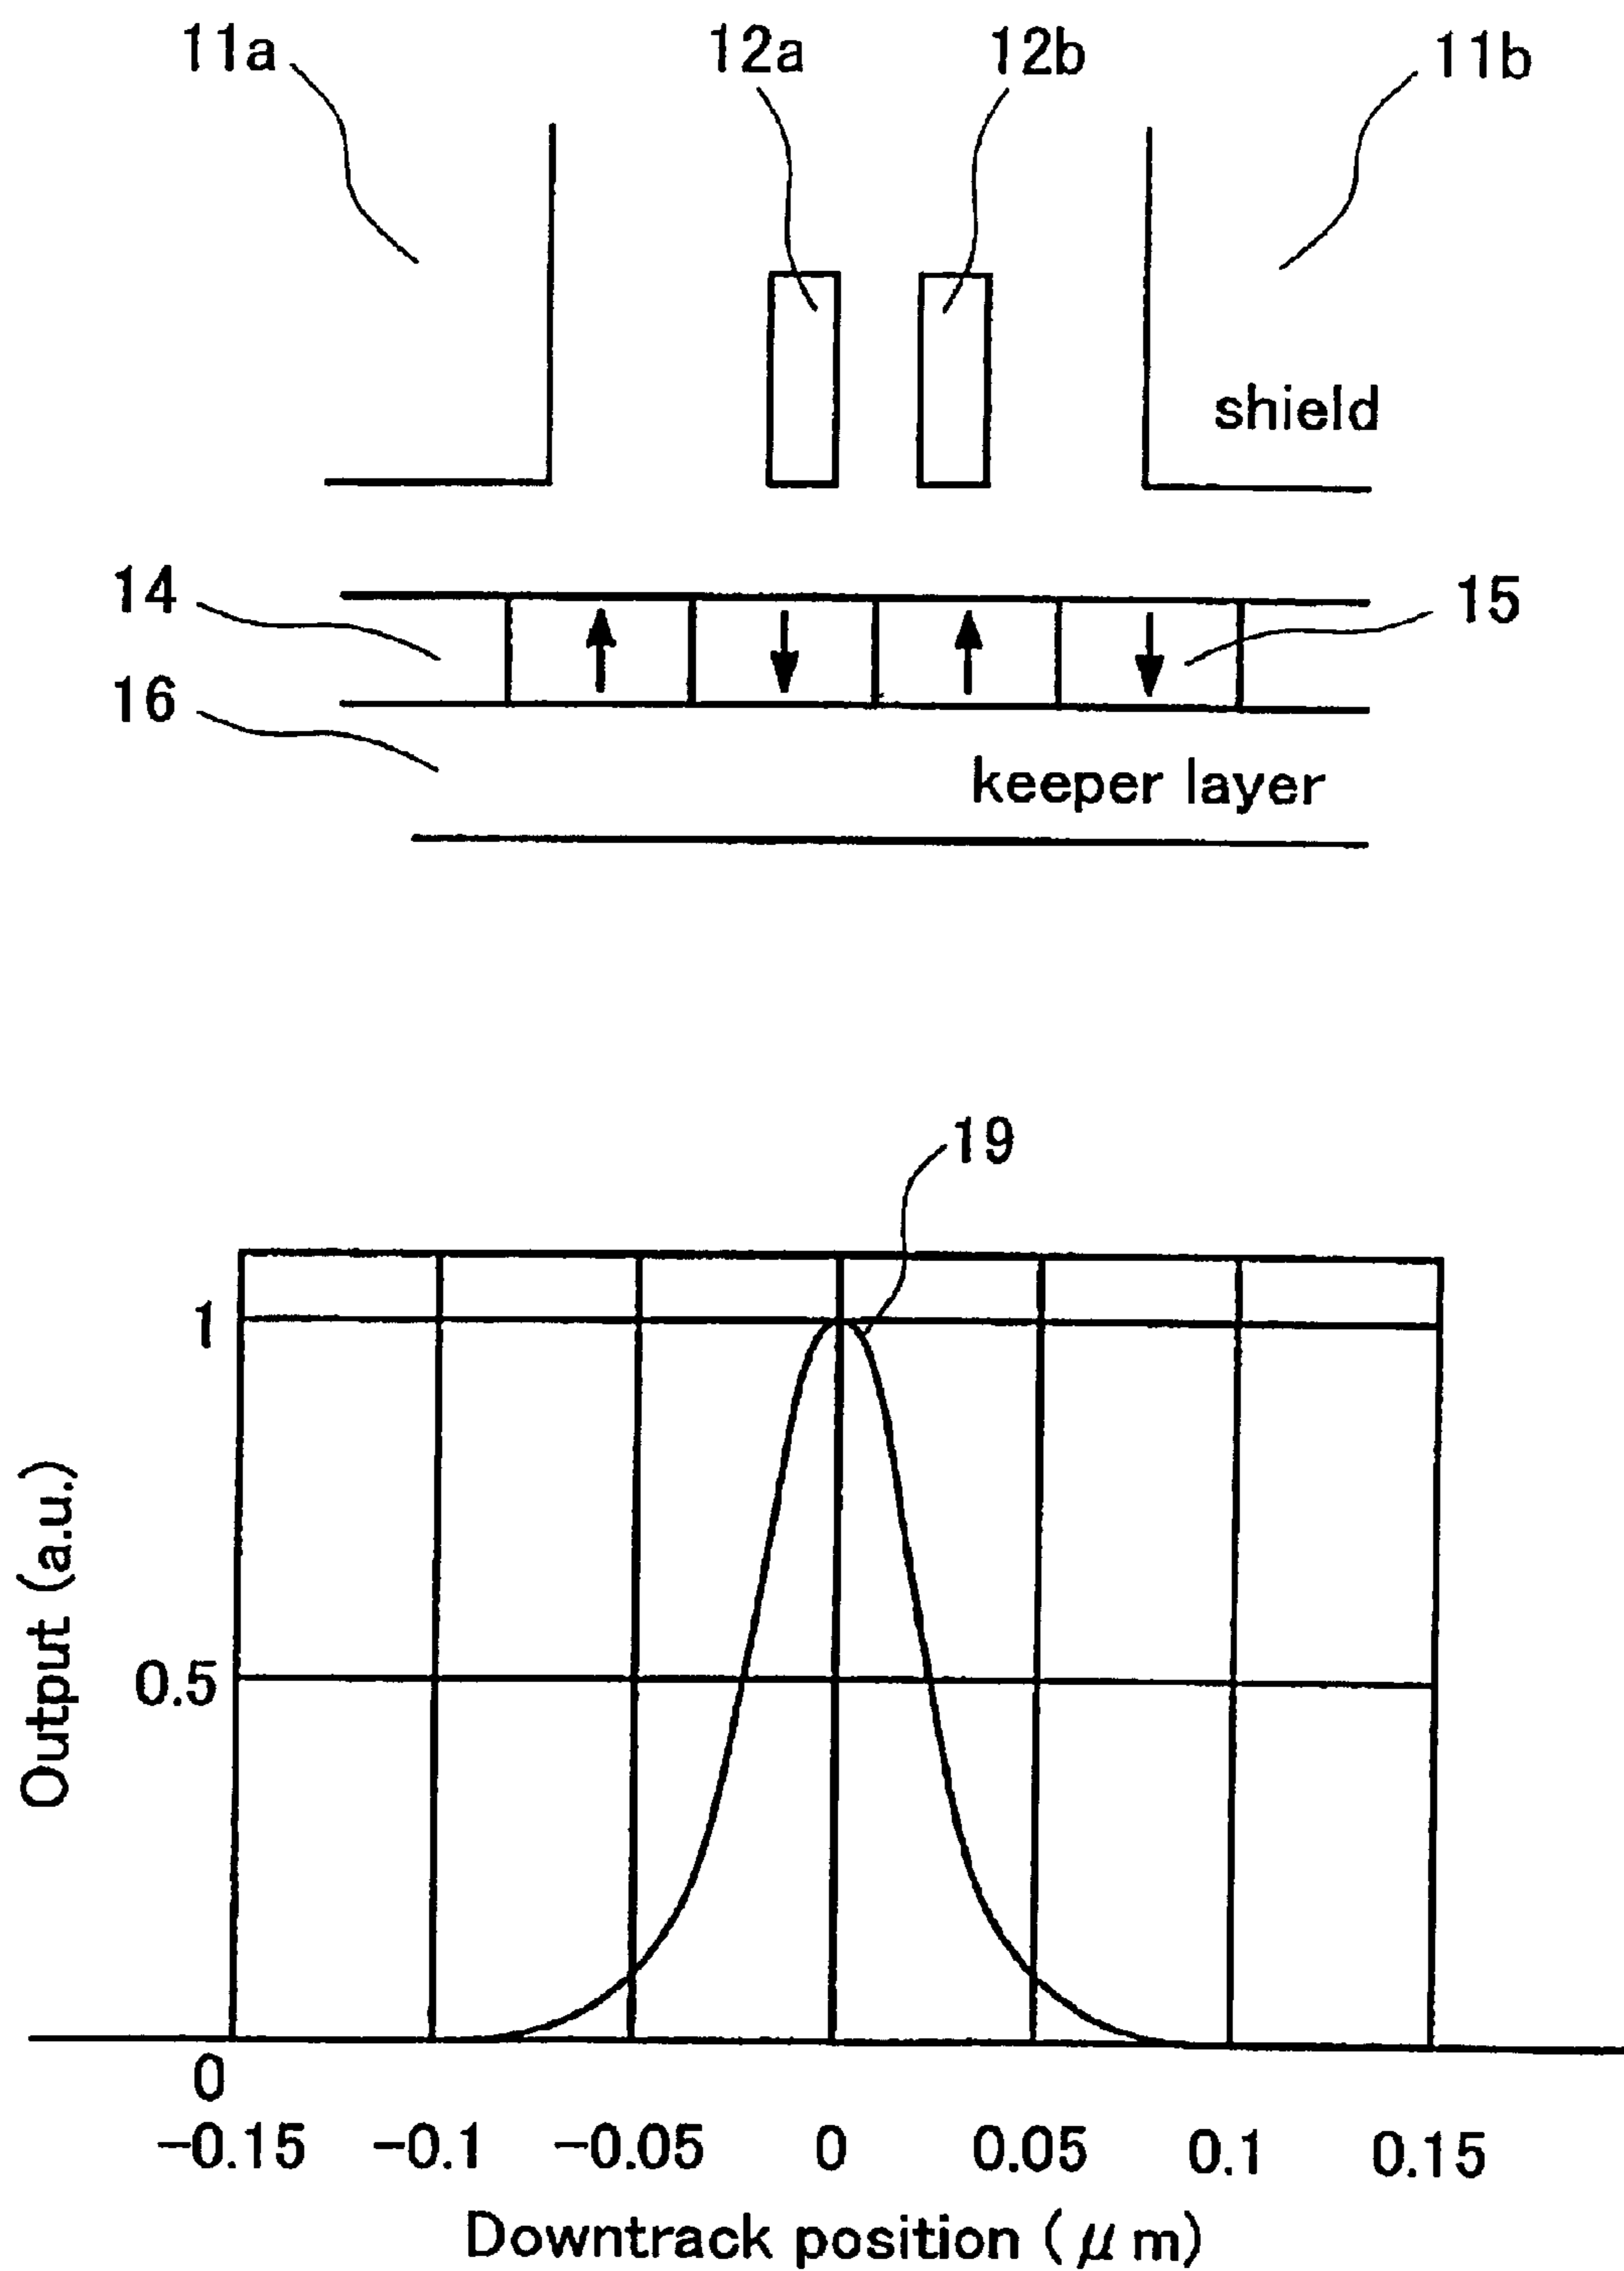 11a 12a 12b 11b
shield
14 15
16
keeper layer
19
1
0.5
0
Output (a.u.)
−0.15 −0.1 −0.05 0 0.05 0.1 0.15
Downtrack position (μm)